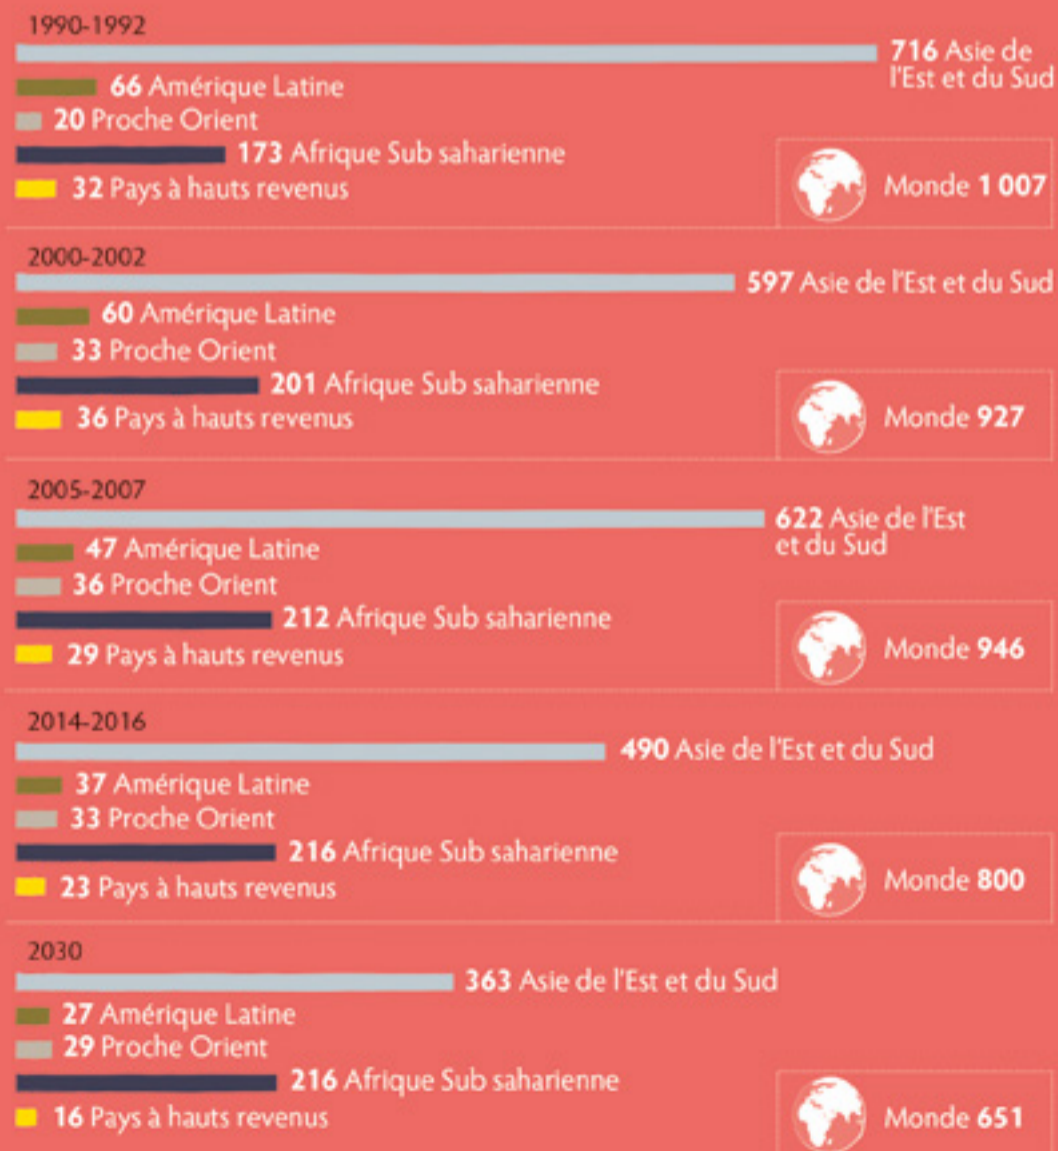 1990-1992
716 Asie de
l'Est et du Sud
66 Amérique Latine
20 Proche Orient
173 Afrique Sub saharienne
32 Pays à hauts revenus
Monde 1 007
2000-2002
597 Asie de l'Est et du Sud
60 Amérique Latine
33 Proche Orient
201 Afrique Sub saharienne
36 Pays à hauts revenus
Monde 927
2005-2007
622 Asie de l'Est
et du Sud
47 Amérique Latine
36 Proche Orient
212 Afrique Sub saharienne
29 Pays à hauts revenus
Monde 946
2014-2016
490 Asie de l'Est et du Sud
37 Amérique Latine
33 Proche Orient
216 Afrique Sub saharienne
23 Pays à hauts revenus
Monde 800
2030
363 Asie de l'Est et du Sud
27 Amérique Latine
29 Proche Orient
216 Afrique Sub saharienne
16 Pays à hauts revenus
Monde 651